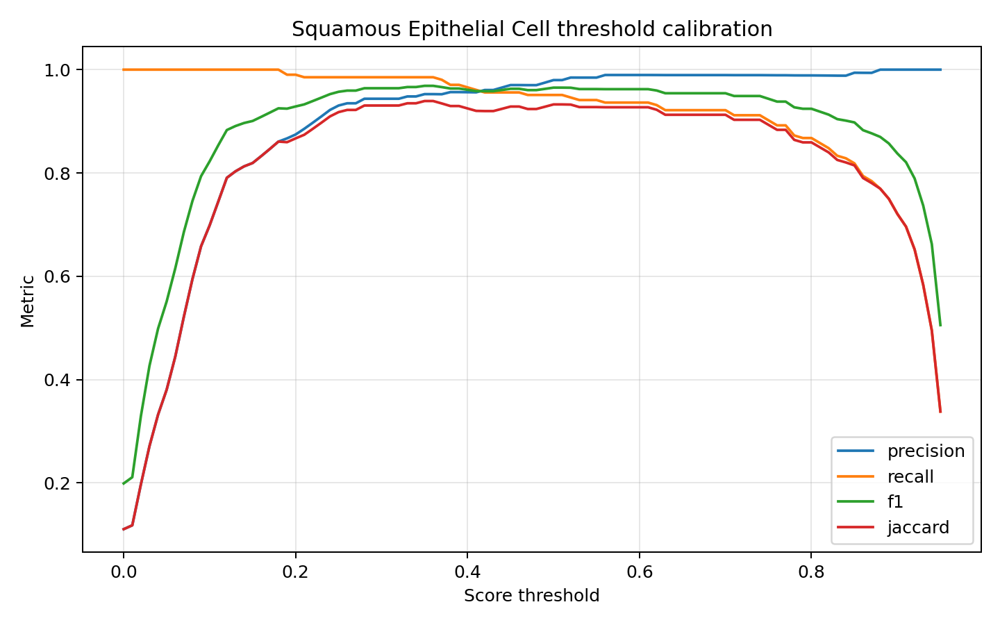 Squamous Epithelial Cell threshold calibration
1.0
0.8
0.6
0.4
0.2
Metric
0.0 0.2 0.4 0.6 0.8
Score threshold
precision
recall
f1
jaccard